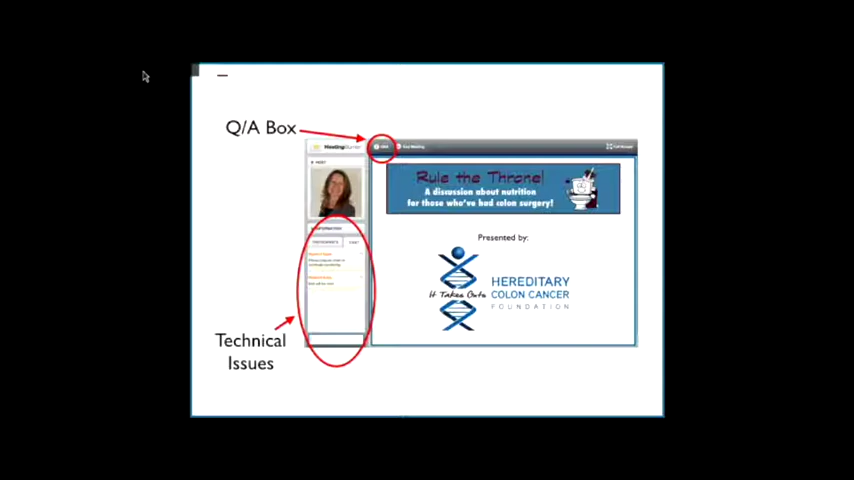 Q/A Box
MeetingBurner
HOST
Rule the Throne!
A discussion about nutrition
for those who've had colon surgery!
Presented by:
HEREDITARY
It Takes Guts
COLON CANCER
FOUNDATION
Technical
Issues